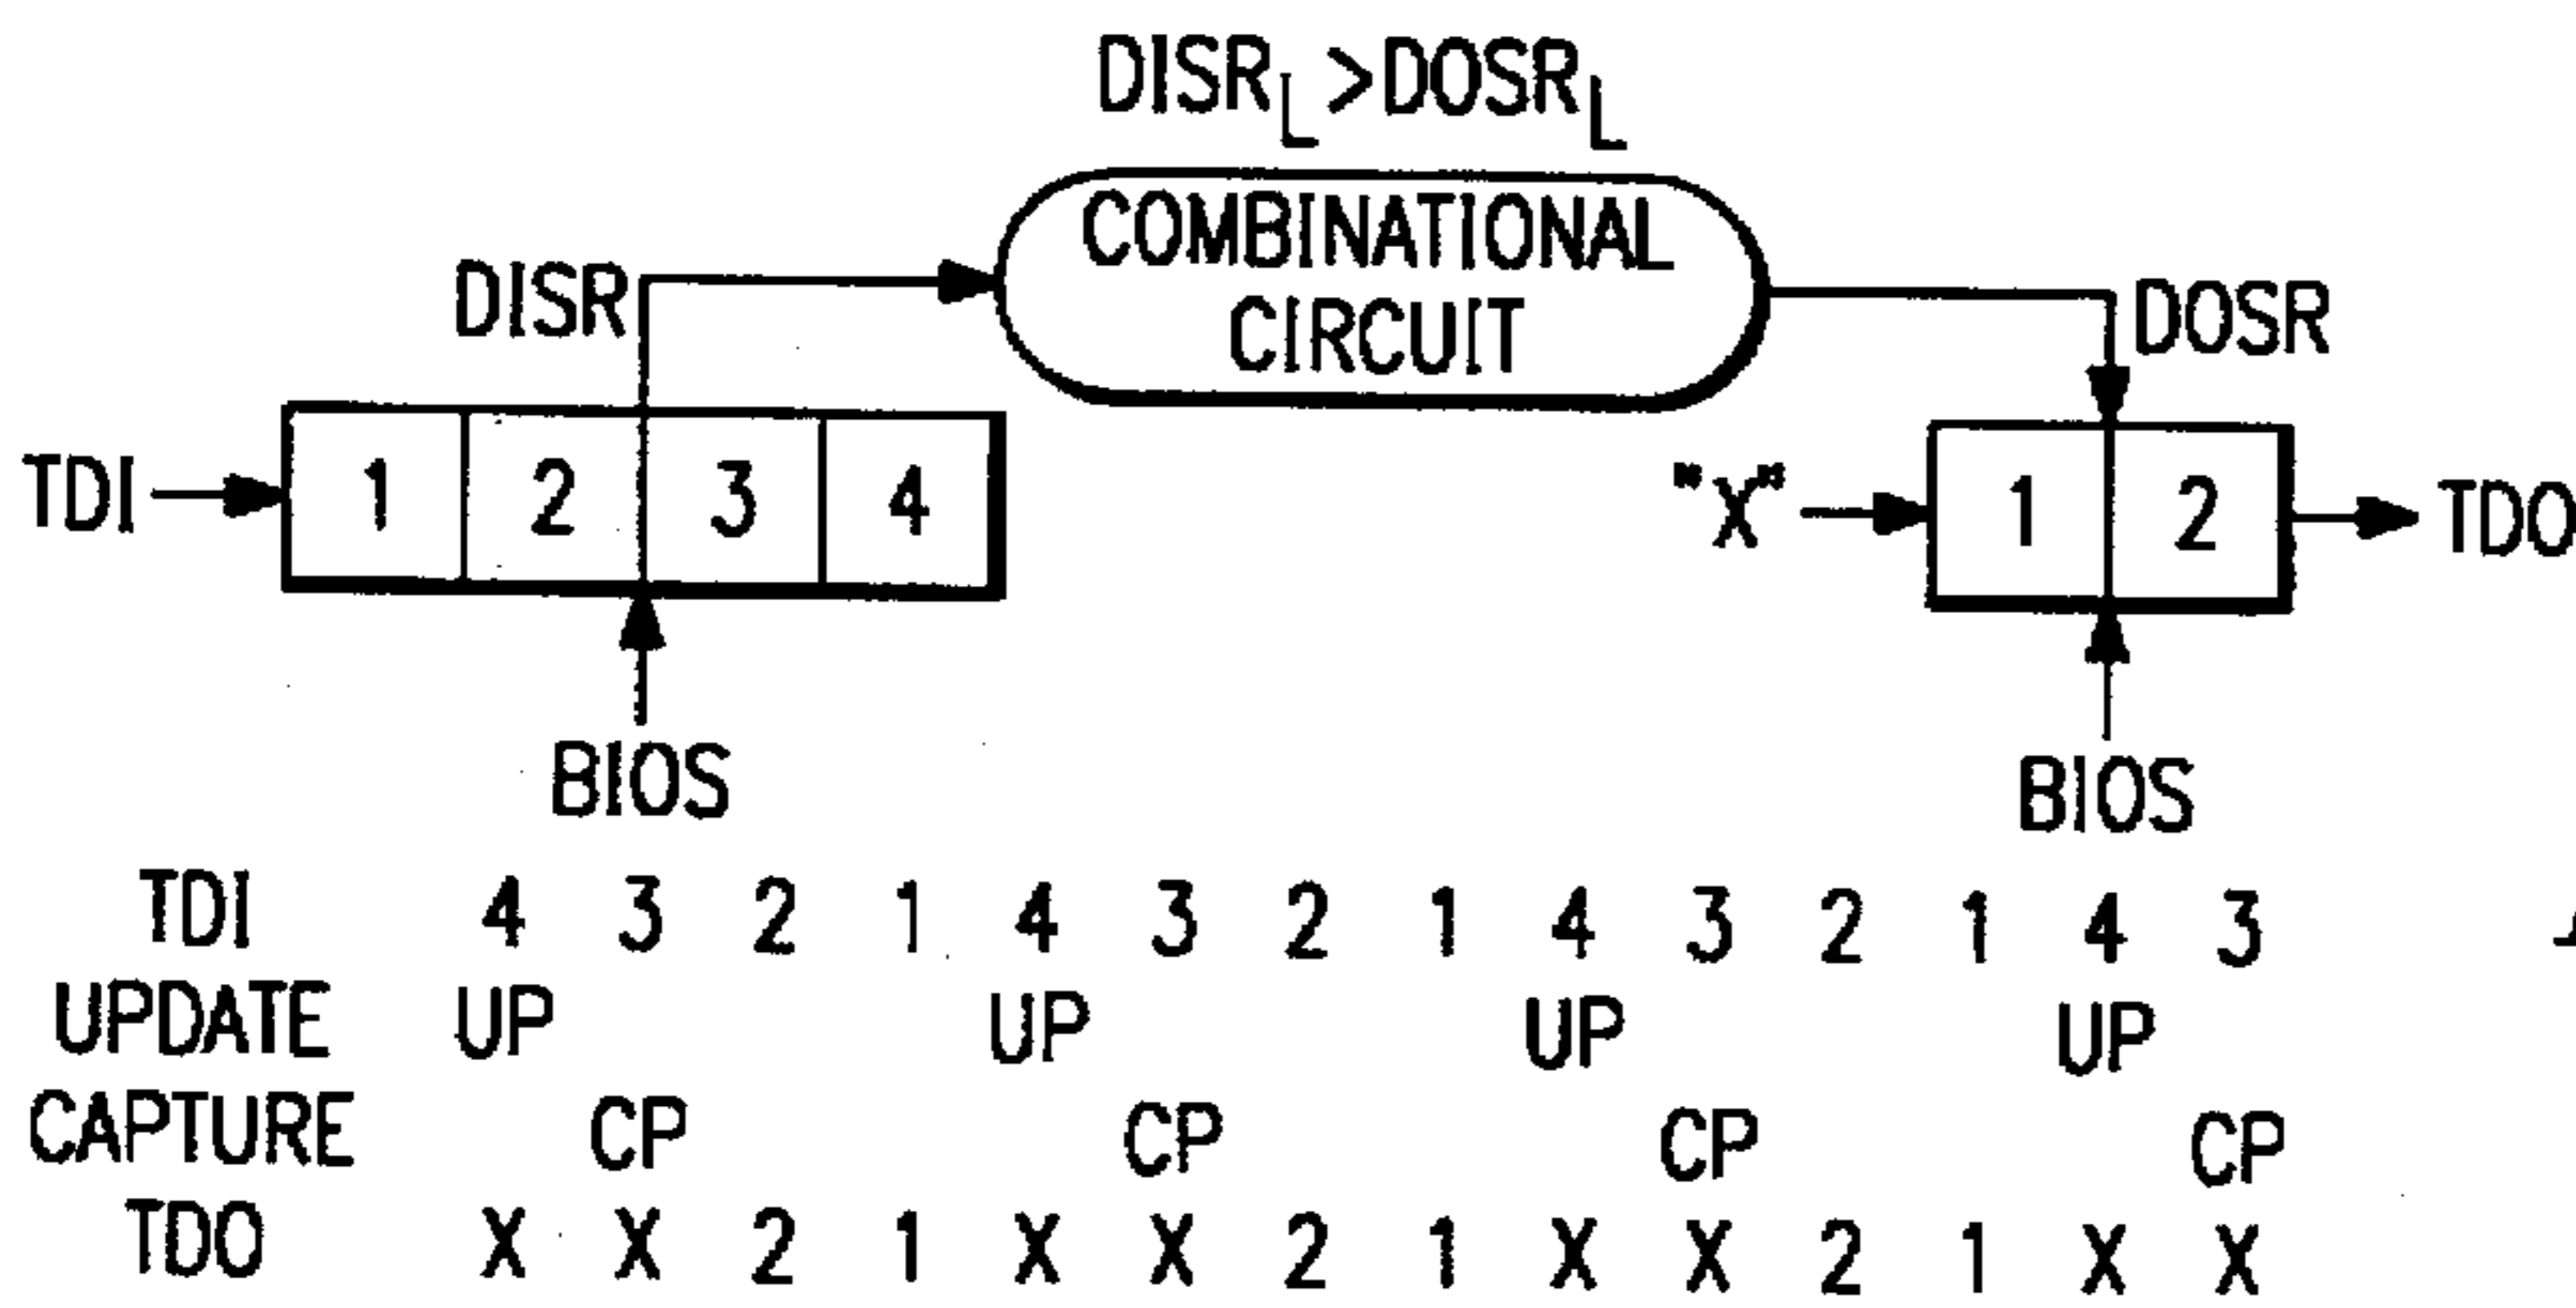 DISR_L>DOSR_L
COMBINATIONAL
CIRCUIT
DISR
DOSR
TDI
1 2 3 4
"X"
1 2
TDO
BIOS
BIOS
TDI 4 3 2 1 4 3 2 1 4 3 2 1 4 3
UPDATE UP UP UP UP
CAPTURE CP CP CP CP
TDO X X 2 1 X X 2 1 X X 2 1 X X